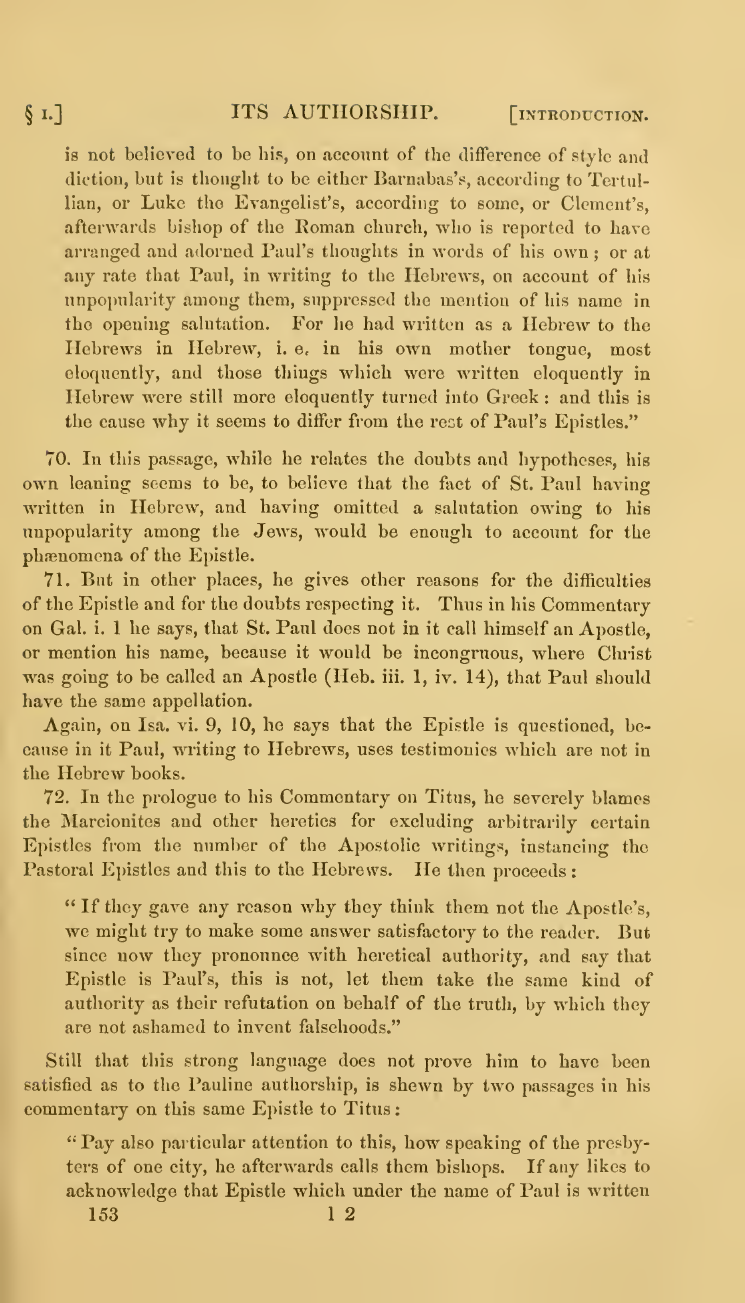 § 1.] ITS AUTHORSHIP. [INTRODUCTION.
is not believed to be his, on account of the difference of style and
diction, but is thought to be either Barnabas's, according to Tertul-
lian, or Luke the Evangelist's, according to some, or Clement's,
afterwards bishop of the Roman church, who is reported to have
arranged and adorned Paul's thoughts in words of his own; or at
any rate that Paul, in writing to the Hebrews, on account of his
unpopularity among them, suppressed the mention of his name in
the opening salutation. For he had written as a Hebrew to the
Hebrews in Hebrew, i. e. in his own mother tongue, most
eloquently, and those things which were written eloquently in
Hebrew were still more eloquently turned into Greek: and this is
the cause why it seems to differ from the rest of Paul's Epistles."
70. In this passage, while he relates the doubts and hypotheses, his
own leaning seems to be, to believe that the fact of St. Paul having
written in Hebrew, and having omitted a salutation owing to his
unpopularity among the Jews, would be enough to account for the
phænomena of the Epistle.
71. But in other places, he gives other reasons for the difficulties
of the Epistle and for the doubts respecting it. Thus in his Commentary
on Gal. i. 1 he says, that St. Paul does not in it call himself an Apostle,
or mention his name, because it would be incongruous, where Christ
was going to be called an Apostle (Heb. iii. 1, iv. 14), that Paul should
have the same appellation.
Again, on Isa. vi. 9, 10, he says that the Epistle is questioned, be-
cause in it Paul, writing to Hebrews, uses testimonies which are not in
the Hebrew books.
72. In the prologue to his Commentary on Titus, he severely blames
the Marcionites and other heretics for excluding arbitrarily certain
Epistles from the number of the Apostolic writings, instancing the
Pastoral Epistles and this to the Hebrews. He then proceeds:
"If they gave any reason why they think them not the Apostle's,
we might try to make some answer satisfactory to the reader. But
since now they pronounce with heretical authority, and say that
Epistle is Paul's, this is not, let them take the same kind of
authority as their refutation on behalf of the truth, by which they
are not ashamed to invent falsehoods."
Still that this strong language does not prove him to have been
satisfied as to the Pauline authorship, is shewn by two passages in his
commentary on this same Epistle to Titus:
"Pay also particular attention to this, how speaking of the presby-
ters of one city, he afterwards calls them bishops. If any likes to
acknowledge that Epistle which under the name of Paul is written
153 1 2